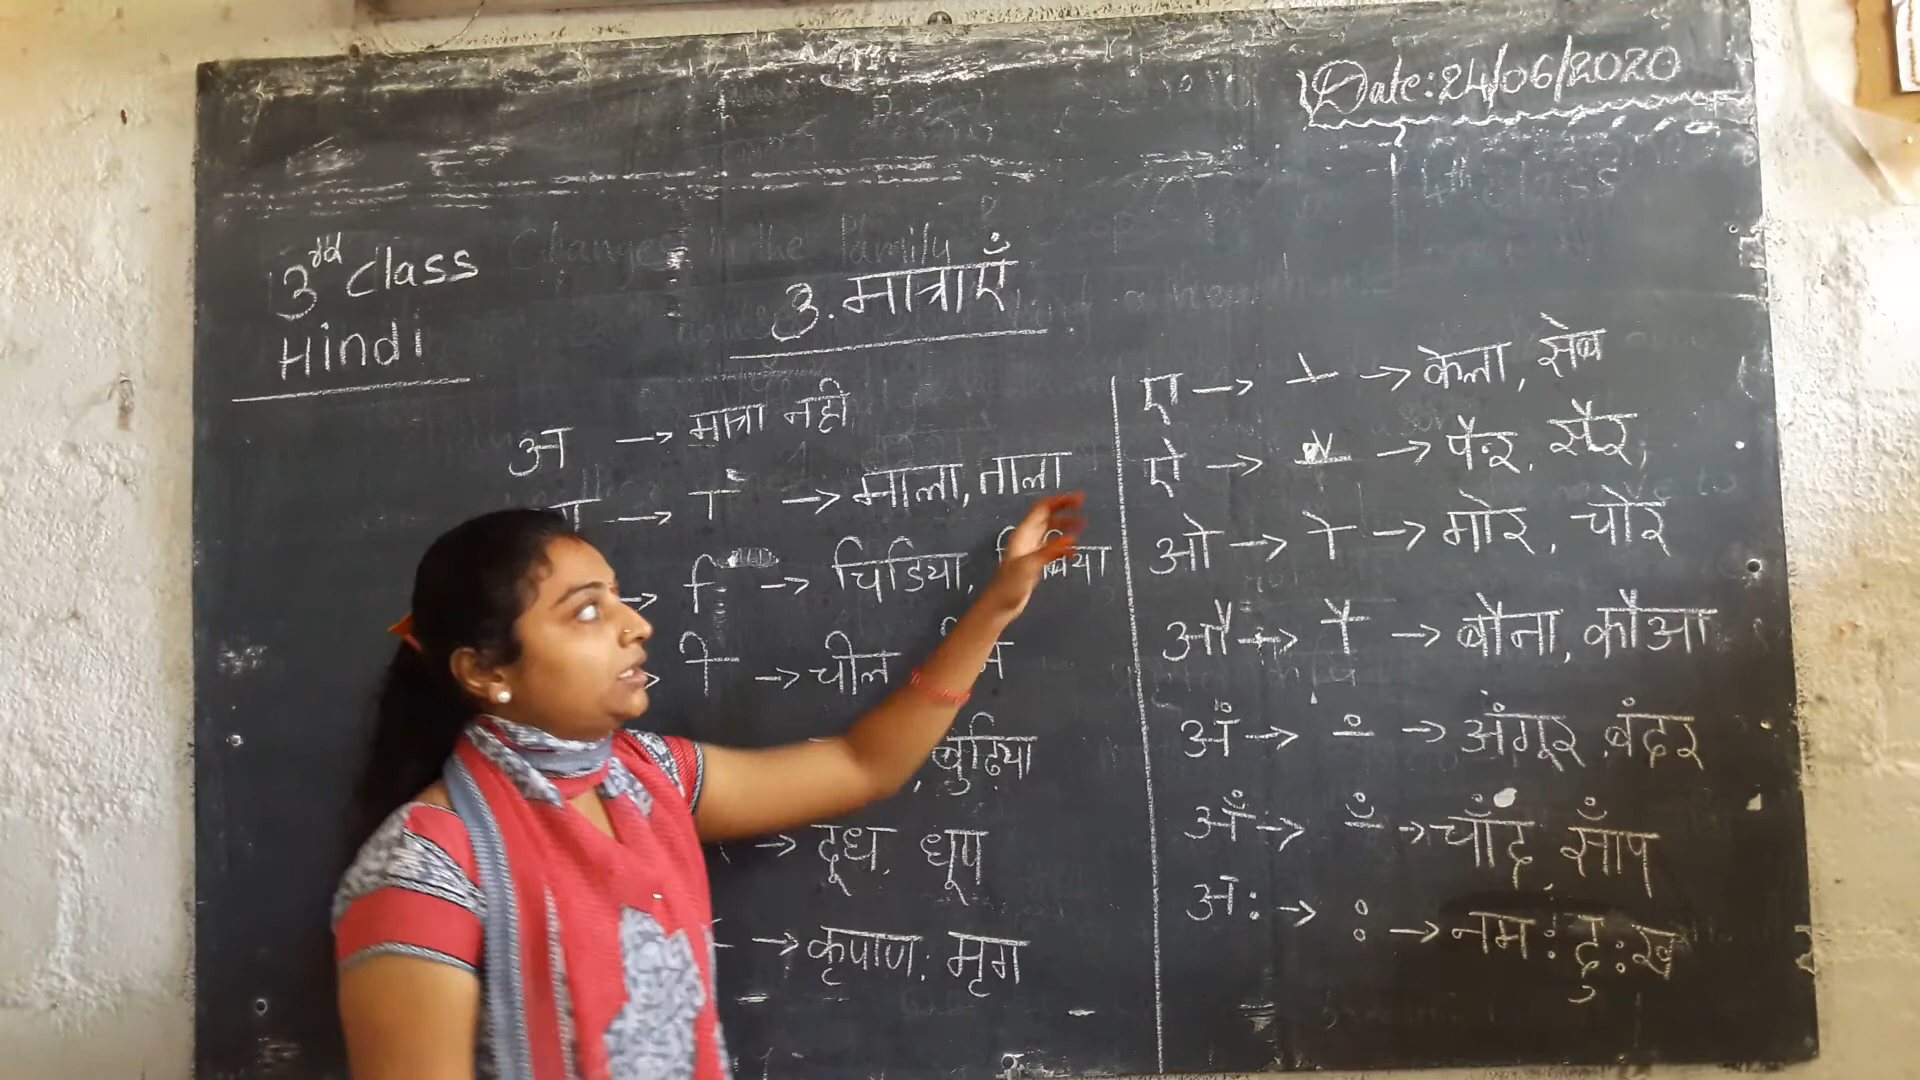 Date: 24/06/2020
3rd Class
Hindi
3. मात्राएँ
अ → मात्रा नही
→ ा → माला, ताला
→ ि → चिडिया,
→ ी → चील
, बुढ़िया
→ दूध, धूप
→ कृपाण, मृग
ए → े → केला, सेब
ऐ → ै → पैर, सैर,
ओ → ो → मोर, चोर
औ → ौ → बौना, कौआ
अं → ं → अंगूर, बंदर
अँ → ँ → चाँद, साँप
अ: → : → नम: दु:ख